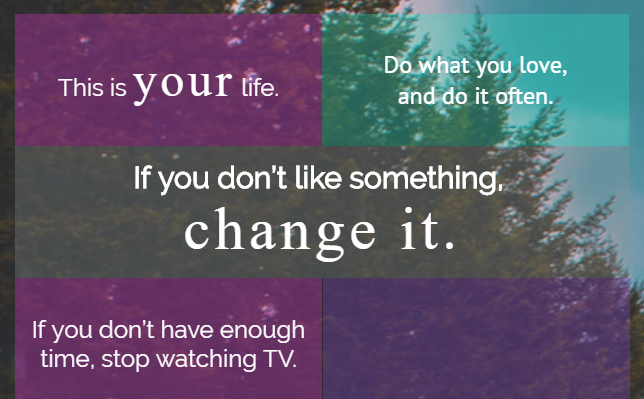 This is your life.
Do what you love,
and do it often.
If you don't like something,
change it.
If you don't have enough
time, stop watching TV.